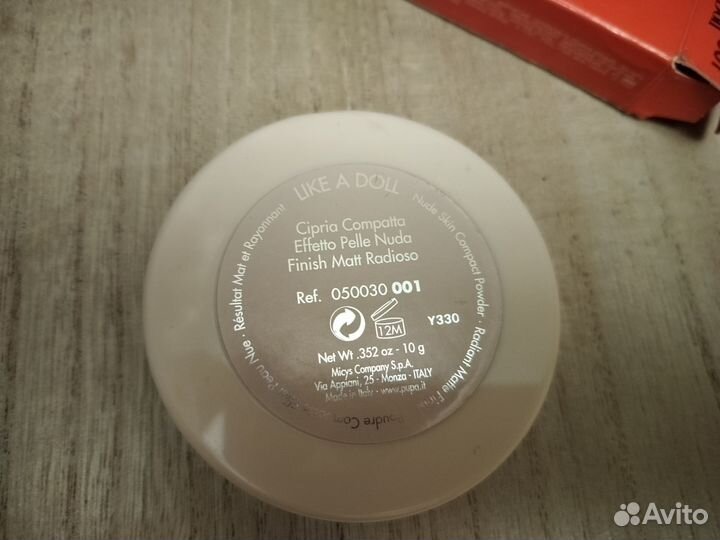 LIKE A DOLL
Cipria Compatta
Effetto Pelle Nuda
Finish Matt Radioso
Ref. 050030 001
12M
Y330
Net Wt .352 oz - 10 g
Micys Company S.p.A.
Via Appiani, 25 - Monza - ITALY
Made in Italy - www.pupa.it
Nude Skin Compact Powder - Radiant Matte
Peau Nue - Résultat Mat et Rayonnant
Avito